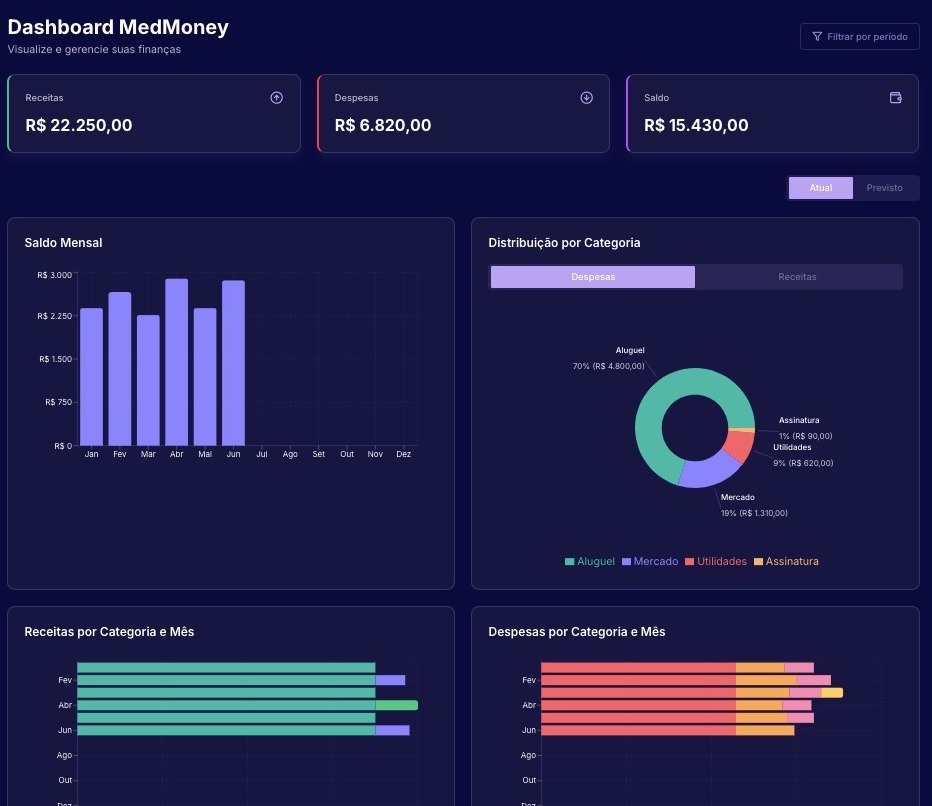 Dashboard MedMoney
Visualize e gerencie suas finanças
Filtrar por período
Receitas
R$ 22.250,00
Despesas
R$ 6.820,00
Saldo
R$ 15.430,00
Atual
Previsto
Saldo Mensal
R$ 3.000
R$ 2.250
R$ 1.500
R$ 750
R$ 0
Jan Fev Mar Abr Mai Jun Jul Ago Set Out Nov Dez
Distribuição por Categoria
Despesas
Receitas
Aluguel
70% (R$ 4.800,00)
Assinatura
1% (R$ 90,00)
Utilidades
9% (R$ 620,00)
Mercado
19% (R$ 1.310,00)
Aluguel Mercado Utilidades Assinatura
Receitas por Categoria e Mês
Fev
Abr
Jun
Ago
Out
Dez
Despesas por Categoria e Mês
Fev
Abr
Jun
Ago
Out
Dez